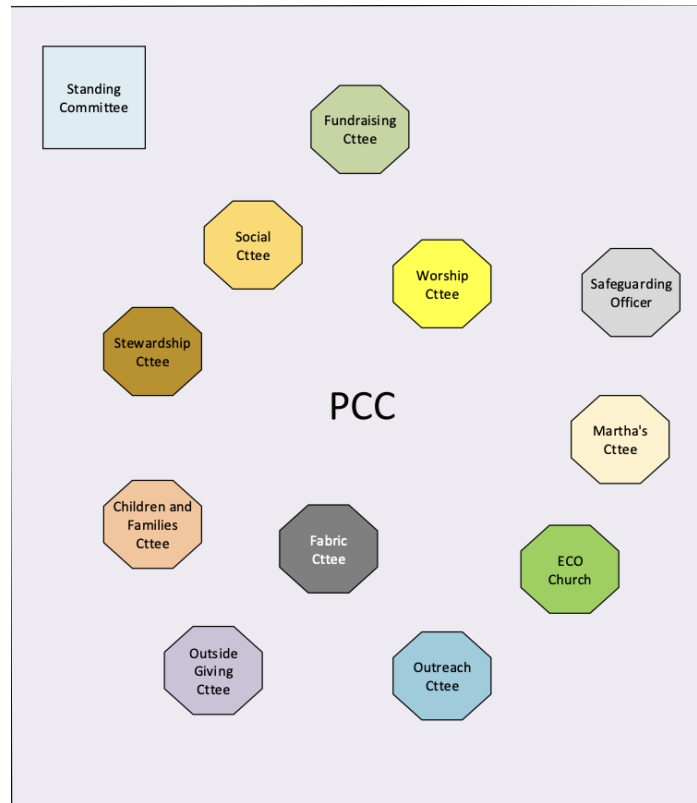 Standing
Committee
Fundraising
Cttee
Social
Cttee
Worship
Cttee
Safeguarding
Officer
Stewardship
Cttee
PCC
Martha's
Cttee
Children and
Families
Cttee
Fabric
Cttee
ECO
Church
Outside
Giving
Cttee
Outreach
Cttee